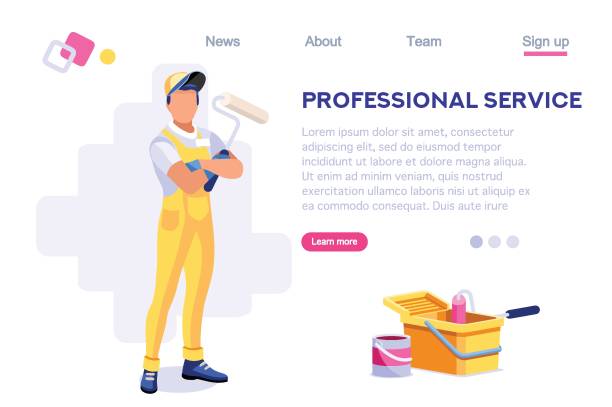 News About Team Sign up
PROFESSIONAL SERVICE
Lorem ipsum dolor sit amet, consectetur
adipiscing elit, sed do eiusmod tempor
incididunt ut labore et dolore magna aliqua.
Ut enim ad minim veniam, quis nostrud
exercitation ullamco laboris nisi ut aliquip ex
ea commodo consequat. Duis aute irure
Learn more